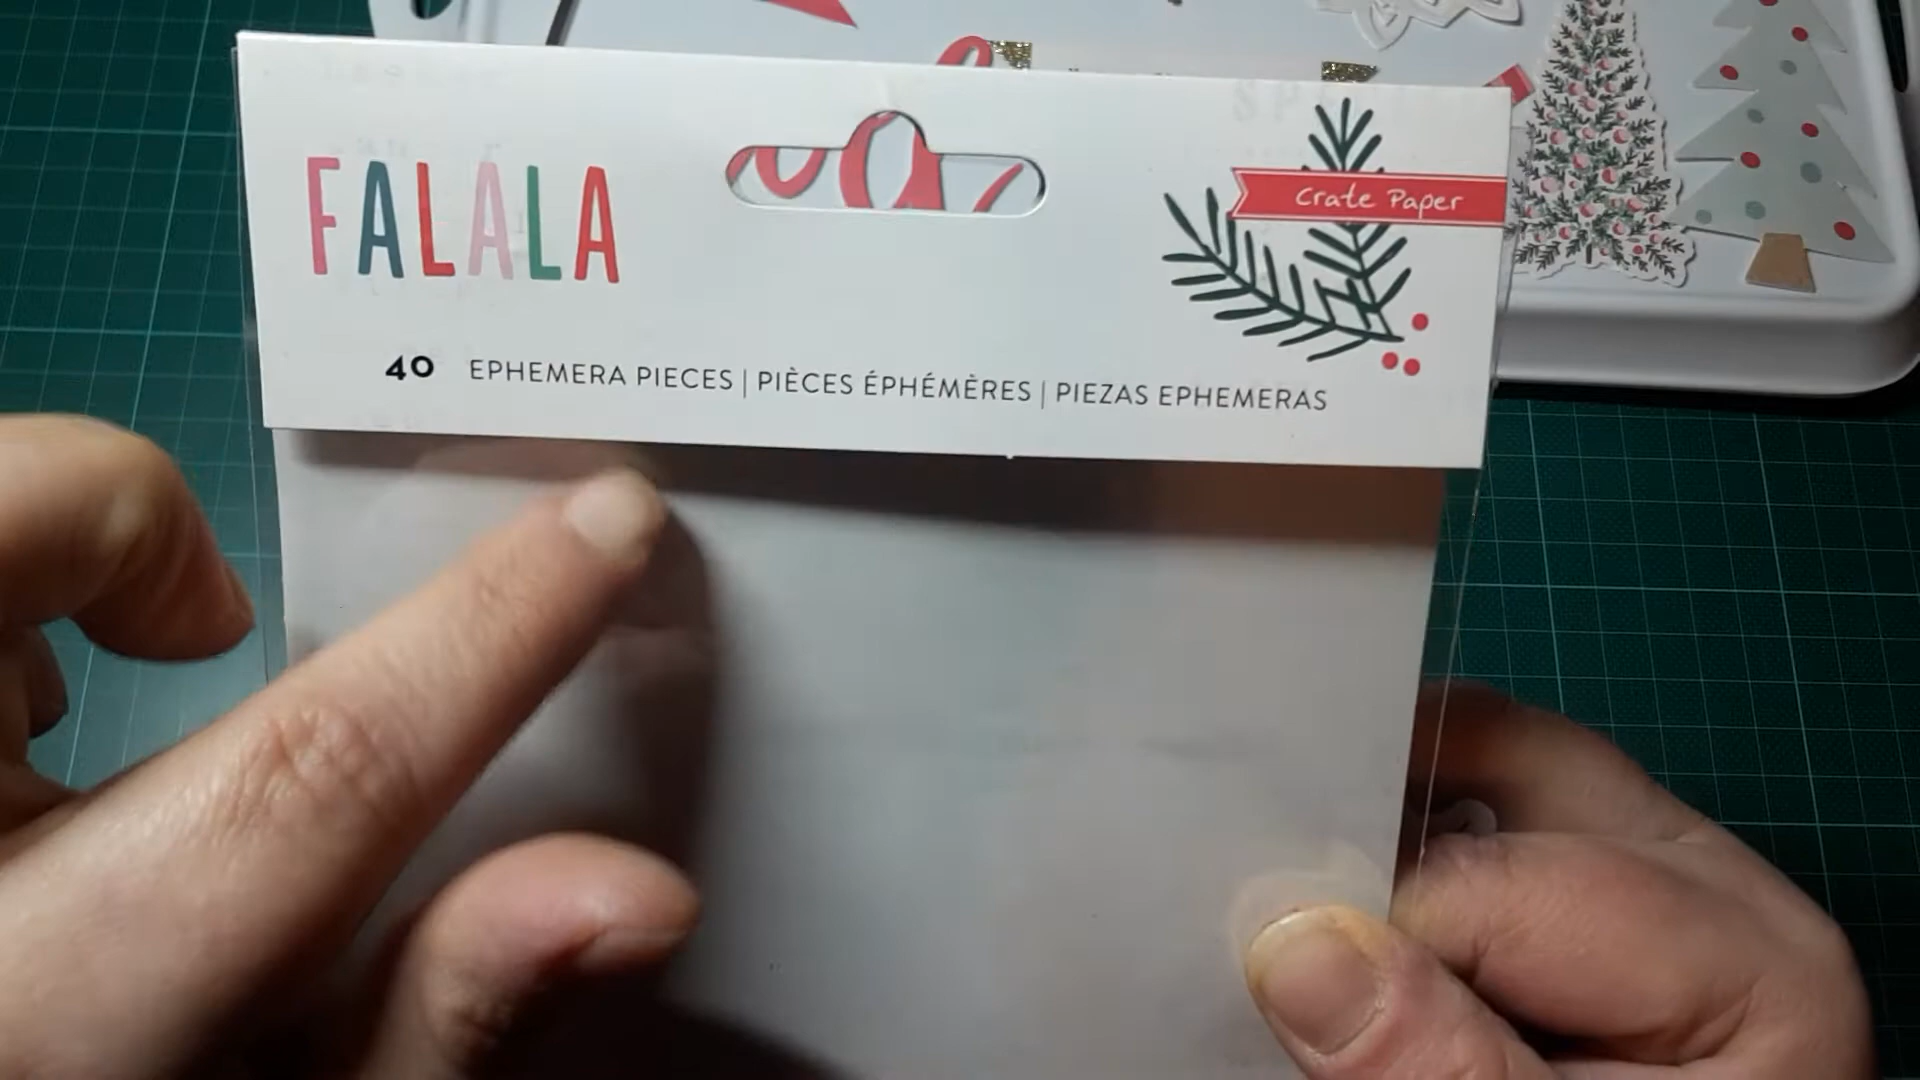 FALALA
Crate Paper
40 EPHEMERA PIECES | PIÈCES ÉPHÉMÈRES | PIEZAS EPHEMERAS